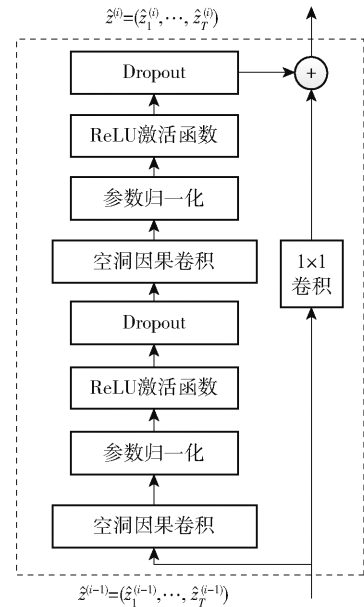 ẑ⁽ⁱ⁾=(ẑ₁⁽ⁱ⁾,⋯,ẑ_T⁽ⁱ⁾)
Dropout
+
ReLU激活函数
参数归一化
空洞因果卷积
1×1
卷积
Dropout
ReLU激活函数
参数归一化
空洞因果卷积
ẑ⁽ⁱ⁻¹⁾=(ẑ₁⁽ⁱ⁻¹⁾,⋯,ẑ_T⁽ⁱ⁻¹⁾)